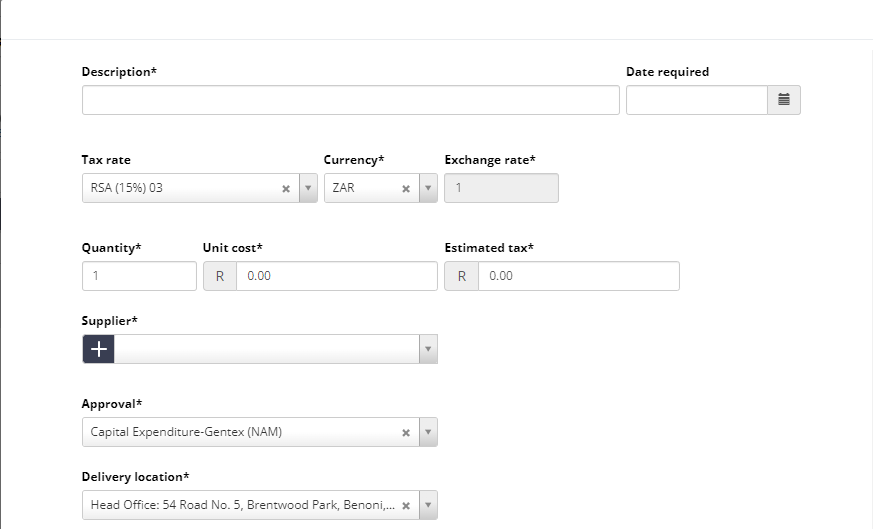 Description* Date required
Tax rate Currency* Exchange rate*
RSA (15%) 03 ZAR 1
Quantity* Unit cost* Estimated tax*
1 R 0.00 R 0.00
Supplier*
Approval*
Capital Expenditure-Gentex (NAM)
Delivery location*
Head Office: 54 Road No. 5, Brentwood Park, Benoni,...